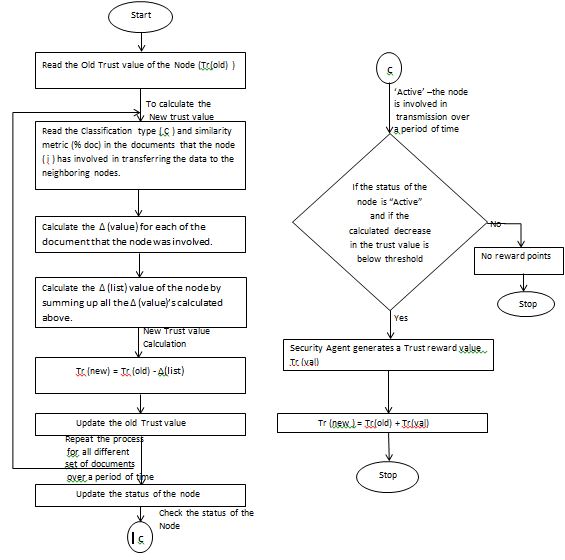 Start
Read the Old Trust value of the Node (Tr(old) )
To calculate the
New trust value
Read the Classification type (C ) and similarity
metric (% doc) in the documents that the node
(i ) has involved in transferring the data to the
neighboring nodes.
Calculate the Δ (value) for each of the
document that the node was involved.
Calculate the Δ (list) value of the node by
summing up all the Δ (value)'s calculated
above.
New Trust value
Calculation
Tr (new) = Tr (old) - Δ(list)
Update the old Trust value
Repeat the process
for all different
set of documents
over a period of time
Update the status of the node
Check the status of the
Node
I c
c
'Active' –the node
is involved in
transmission over
a period of time
If the status of the
node is "Active"
and if the
calculated decrease
in the trust value is
below threshold
No
No reward points
Stop
Yes
Security Agent generates a Trust reward value
Tr (val)
Tr (new ) = Tr(old) + Tr(val)
Stop